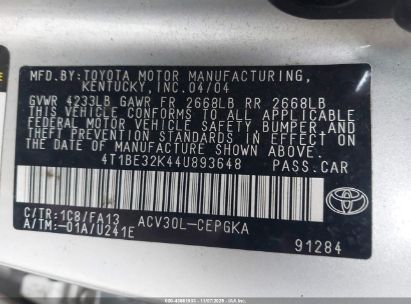 MFD.BY:TOYOTA MOTOR MANUFACTURING,
KENTUCKY, INC. 04/04
GVWR 4233LB GAWR FR 2668LB RR 2668LB
THIS VEHICLE CONFORMS TO ALL APPLICABLE
FEDERAL MOTOR VEHICLE SAFETY, BUMPER, AND
THEFT PREVENTION STANDARDS IN EFFECT ON
THE DATE OF MANUFACTURE SHOWN ABOVE.
4T1BE32K44U893648 PASS.CAR
C/TR:1C8/FA13 ACV30L-CEPGKA
A/TM:-01A/U241E
91284
TOYOTA